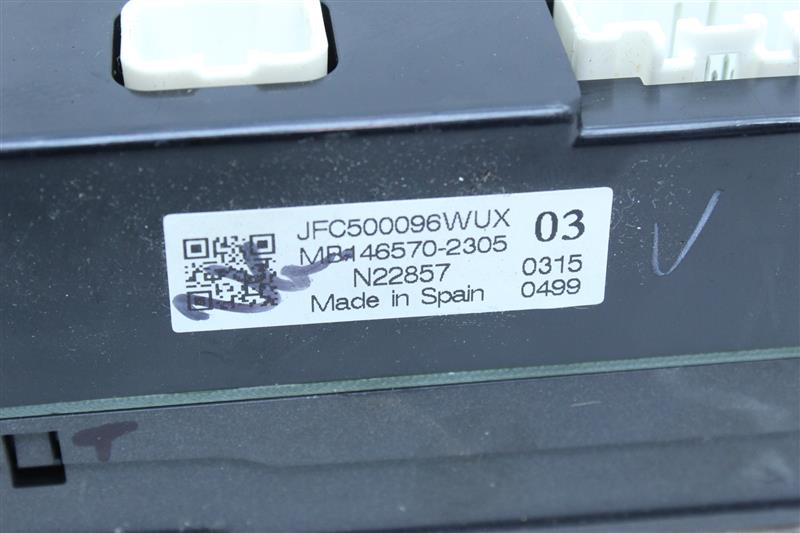 JFC500096WUX 03
MB146570-2305
N22857 0315
Made in Spain 0499